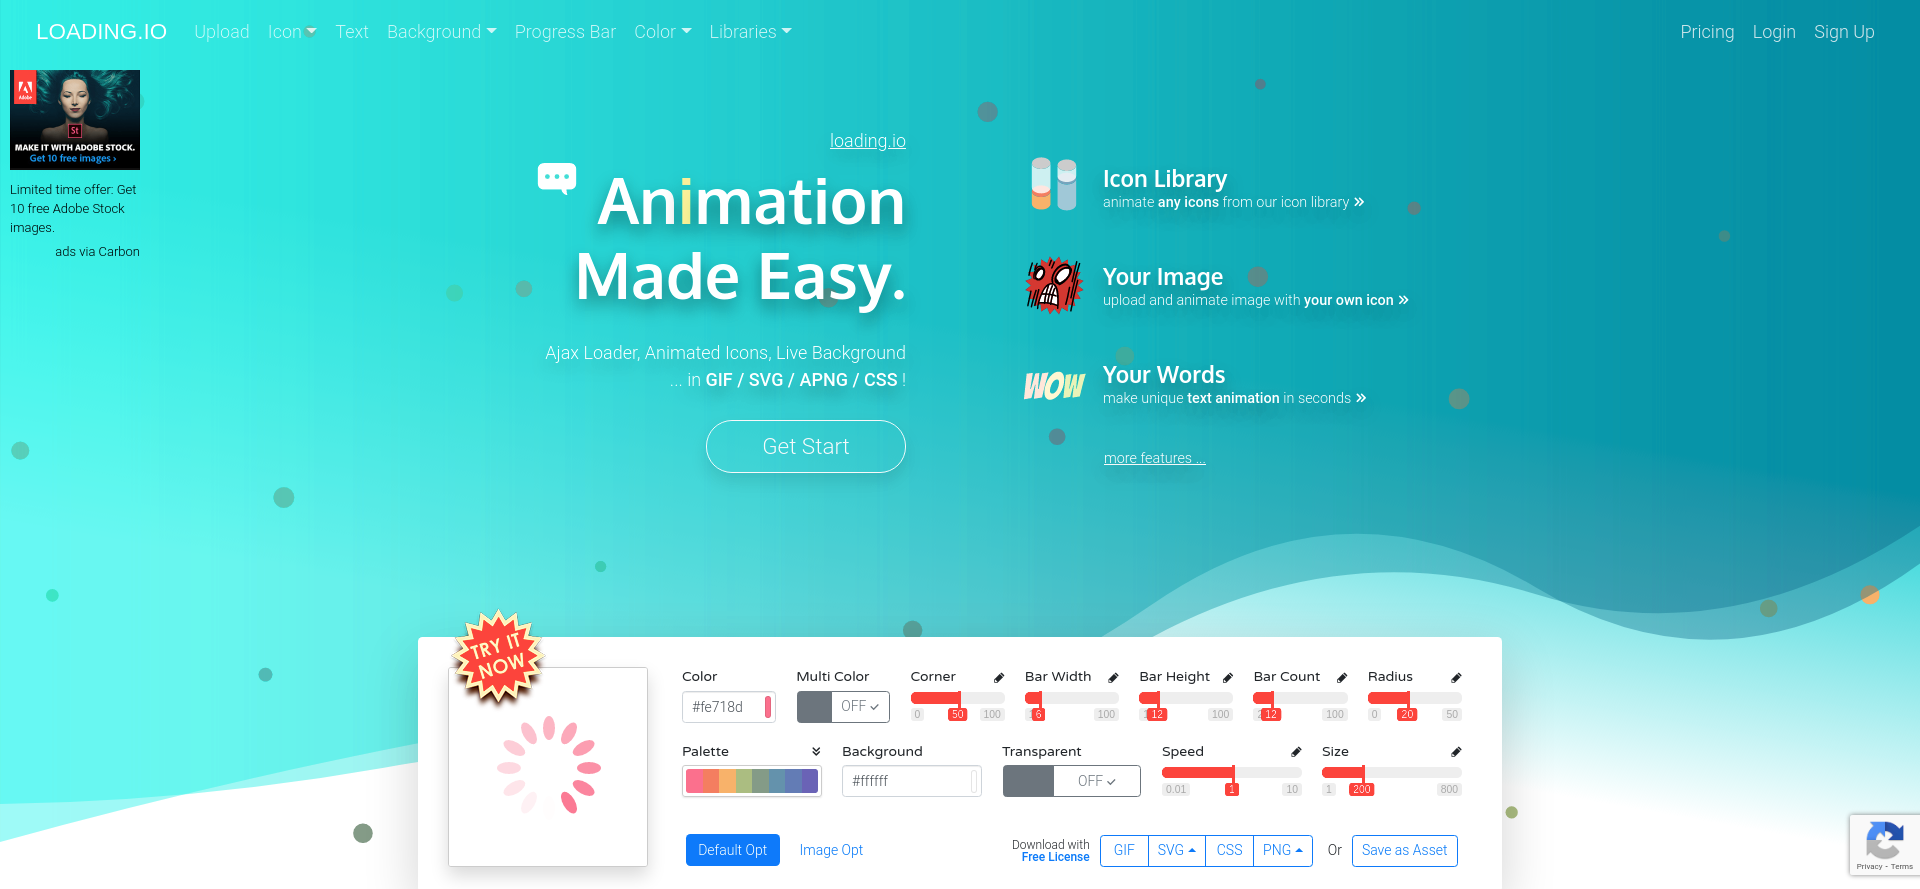 LOADING.IO Upload Icon Text Background Progress Bar Color Libraries Pricing Login Sign Up
Adobe
St
MAKE IT WITH ADOBE STOCK.
Get 10 free images ›
Limited time offer: Get
10 free Adobe Stock
images.
ads via Carbon
loading.io
Animation
Made Easy.
Ajax Loader, Animated Icons, Live Background
... in GIF / SVG / APNG / CSS !
Get Start
Icon Library
animate any icons from our icon library »
Your Image
upload and animate image with your own icon »
WOW
Your Words
make unique text animation in seconds »
more features ...
TRY IT
NOW
Color Multi Color Corner Bar Width Bar Height Bar Count Radius
#fe718d OFF
0 50 100 6 100 12 100 12 100 0 20 50
Palette Background Transparent Speed Size
#ffffff OFF
0.01 1 10 1 200 800
Default Opt Image Opt
Download with
Free License
GIF SVG CSS PNG Or Save as Asset
Privacy - Terms